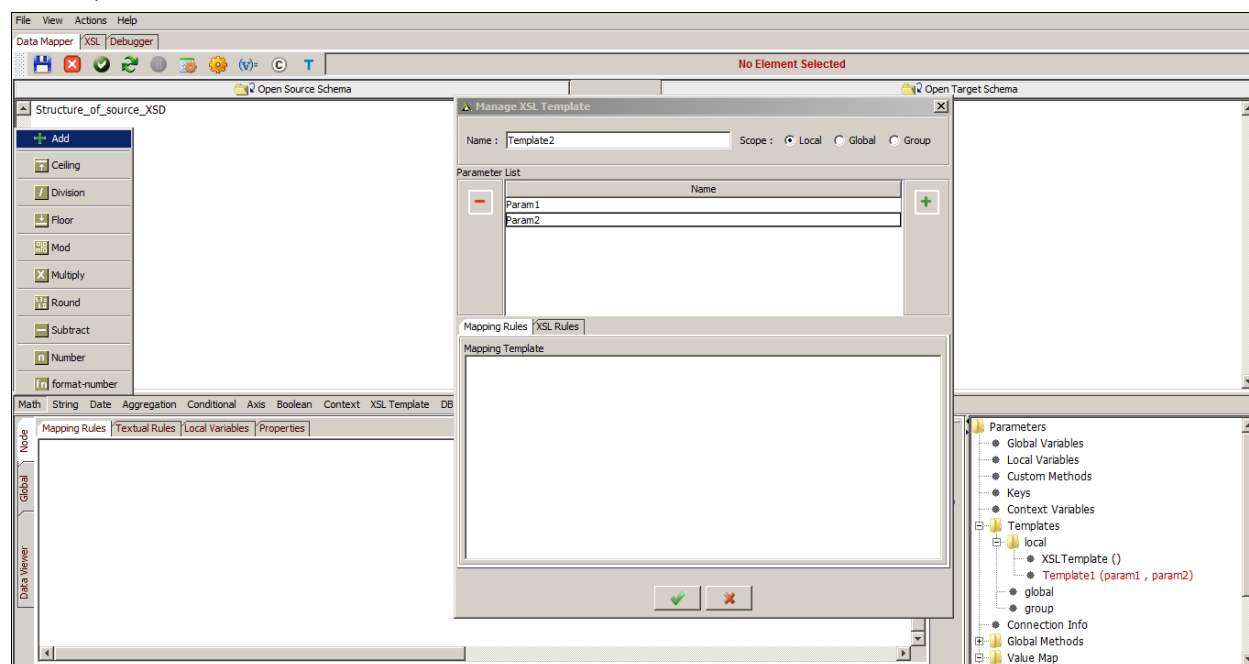 File View Actions Help
Data Mapper XSL Debugger
(V)= C T No Element Selected
Open Source Schema
Open Target Schema
Structure_of_source_XSD
Add
Ceiling
Division
Floor
Mod
Multiply
Round
Subtract
n Number
format-number
Manage XSL Template
Name : Template2 Scope : Local Global Group
Parameter List
Name
Param1
Param2
Mapping Rules XSL Rules
Mapping Template
Math String Date Aggregation Conditional Axis Boolean Context XSL Template DB
Node
Global
Data Viewer
Mapping Rules Textual Rules Local Variables Properties
Parameters
Global Variables
Local Variables
Custom Methods
Keys
Context Variables
Templates
local
XSLTemplate ()
Template1 (param1 , param2)
global
group
Connection Info
Global Methods
Value Map